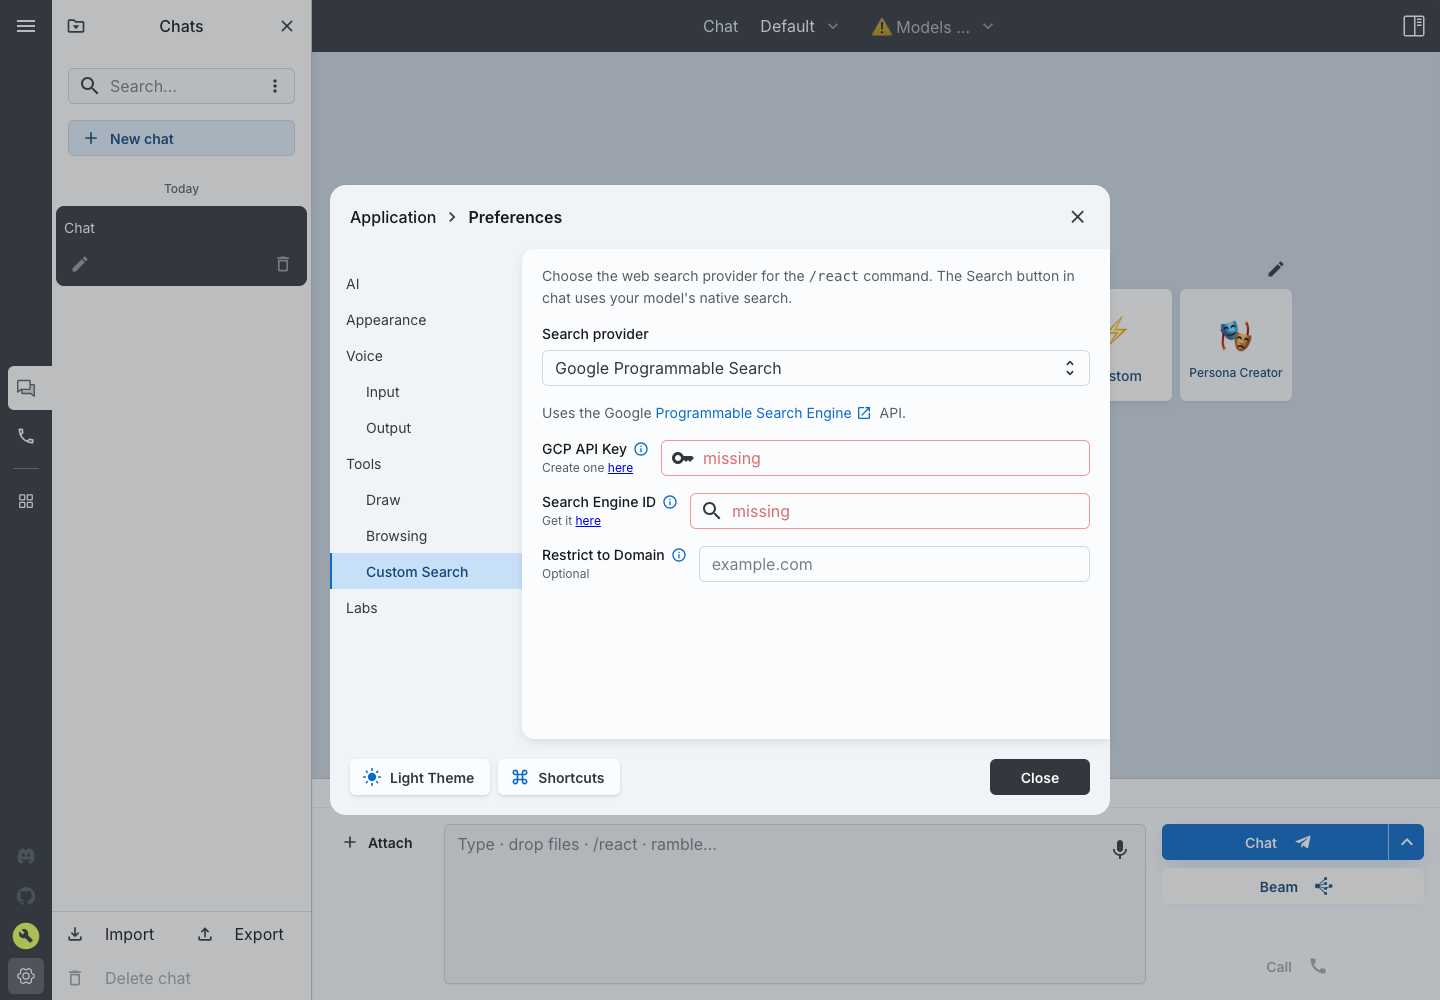 Chats
Chat
Default
Models ...
Search...
New chat
Today
Chat
Application > Preferences
AI
Appearance
Voice
Input
Output
Tools
Draw
Browsing
Custom Search
Labs
Choose the web search provider for the /react command. The Search button in
chat uses your model's native search.
Search provider
Google Programmable Search
Uses the Google Programmable Search Engine API.
GCP API Key
Create one here
missing
Search Engine ID
Get it here
missing
Restrict to Domain
Optional
example.com
Light Theme
Shortcuts
Close
stom
Persona Creator
Attach
Type · drop files · /react · ramble...
Chat
Beam
Call
Import
Export
Delete chat